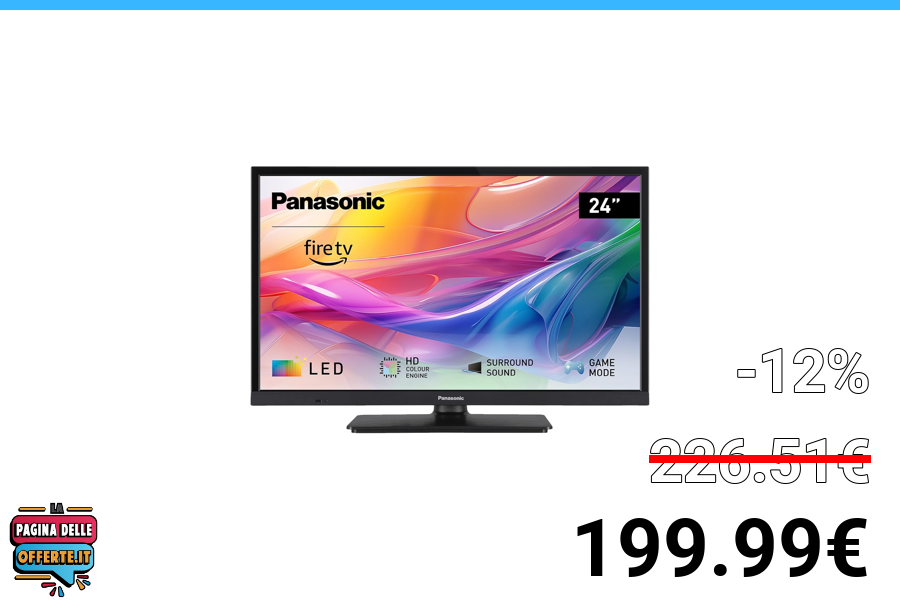 Panasonic
24”
fire tv
LED
HD
COLOUR
ENGINE
SURROUND
SOUND
GAME
MODE
Panasonic
-12%
226.51€
199.99€
LA
PAGINA DELLE
OFFERTE.IT